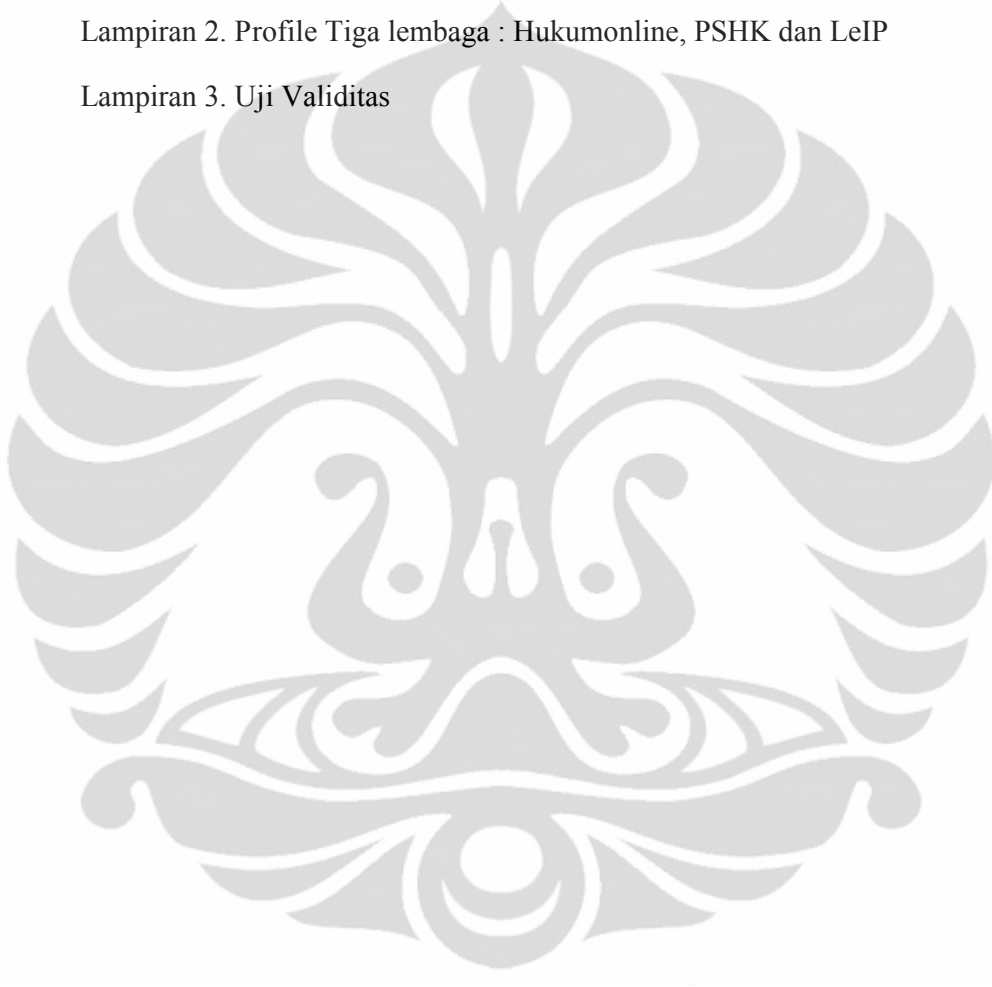 Lampiran 2. Profile Tiga lembaga : Hukumonline, PSHK dan LeIP
Lampiran 3. Uji Validitas